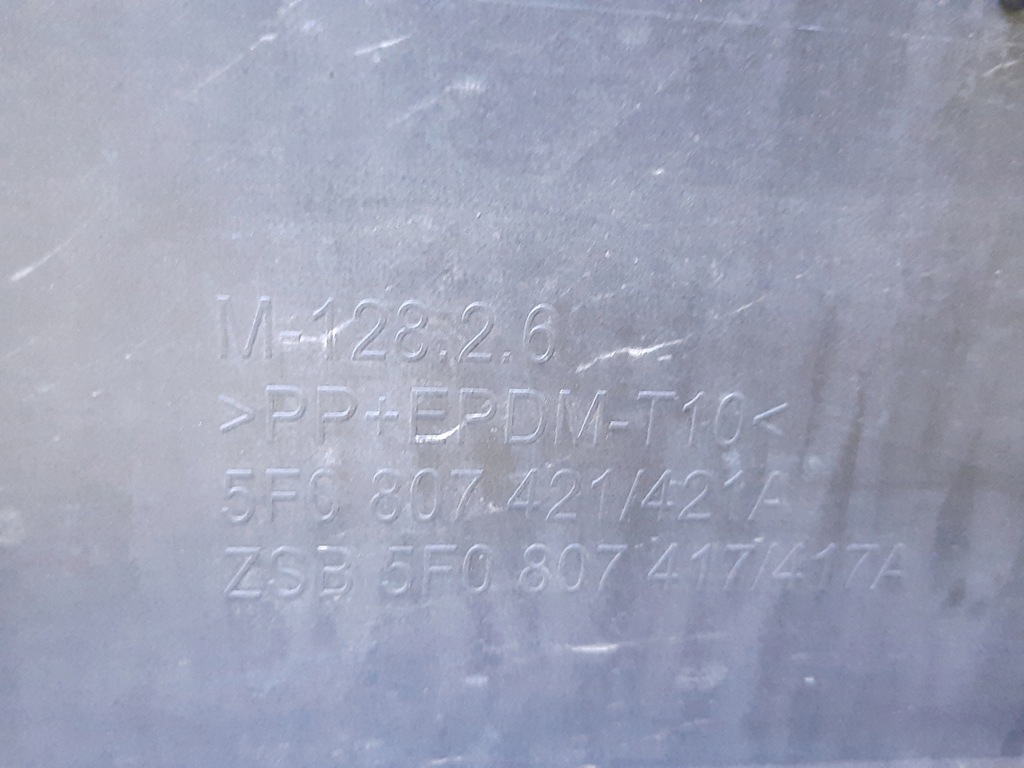 M-128.2.6
>PP+EPDM-T10<
5F0 807 421/421A
ZSB 5F0 807 417/417A